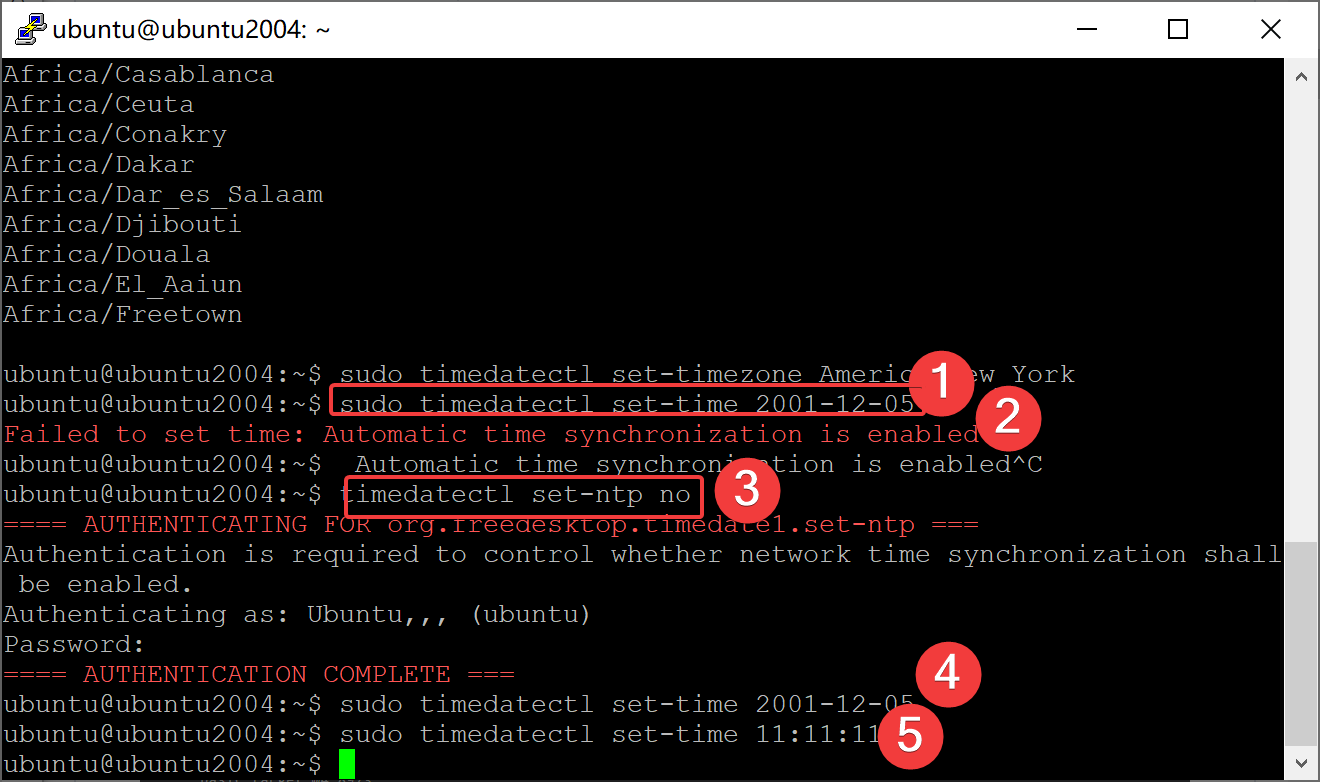 ubuntu@ubuntu2004: ~
Africa/Casablanca
Africa/Ceuta
Africa/Conakry
Africa/Dakar
Africa/Dar_es_Salaam
Africa/Djibouti
Africa/Douala
Africa/El_Aaiun
Africa/Freetown
ubuntu@ubuntu2004:~$ sudo timedatectl set-timezone Americ ew York
1
ubuntu@ubuntu2004:~$ sudo timedatectl set-time 2001-12-05
2
Failed to set time: Automatic time synchronization is enabled
ubuntu@ubuntu2004:~$  Automatic time synchronization is enabled^C
ubuntu@ubuntu2004:~$ timedatectl set-ntp no
3
==== AUTHENTICATING FOR org.freedesktop.timedate1.set-ntp ===
Authentication is required to control whether network time synchronization shall
 be enabled.
Authenticating as: Ubuntu,,, (ubuntu)
Password:
==== AUTHENTICATION COMPLETE ===
4
ubuntu@ubuntu2004:~$ sudo timedatectl set-time 2001-12-05
ubuntu@ubuntu2004:~$ sudo timedatectl set-time 11:11:11
5
ubuntu@ubuntu2004:~$